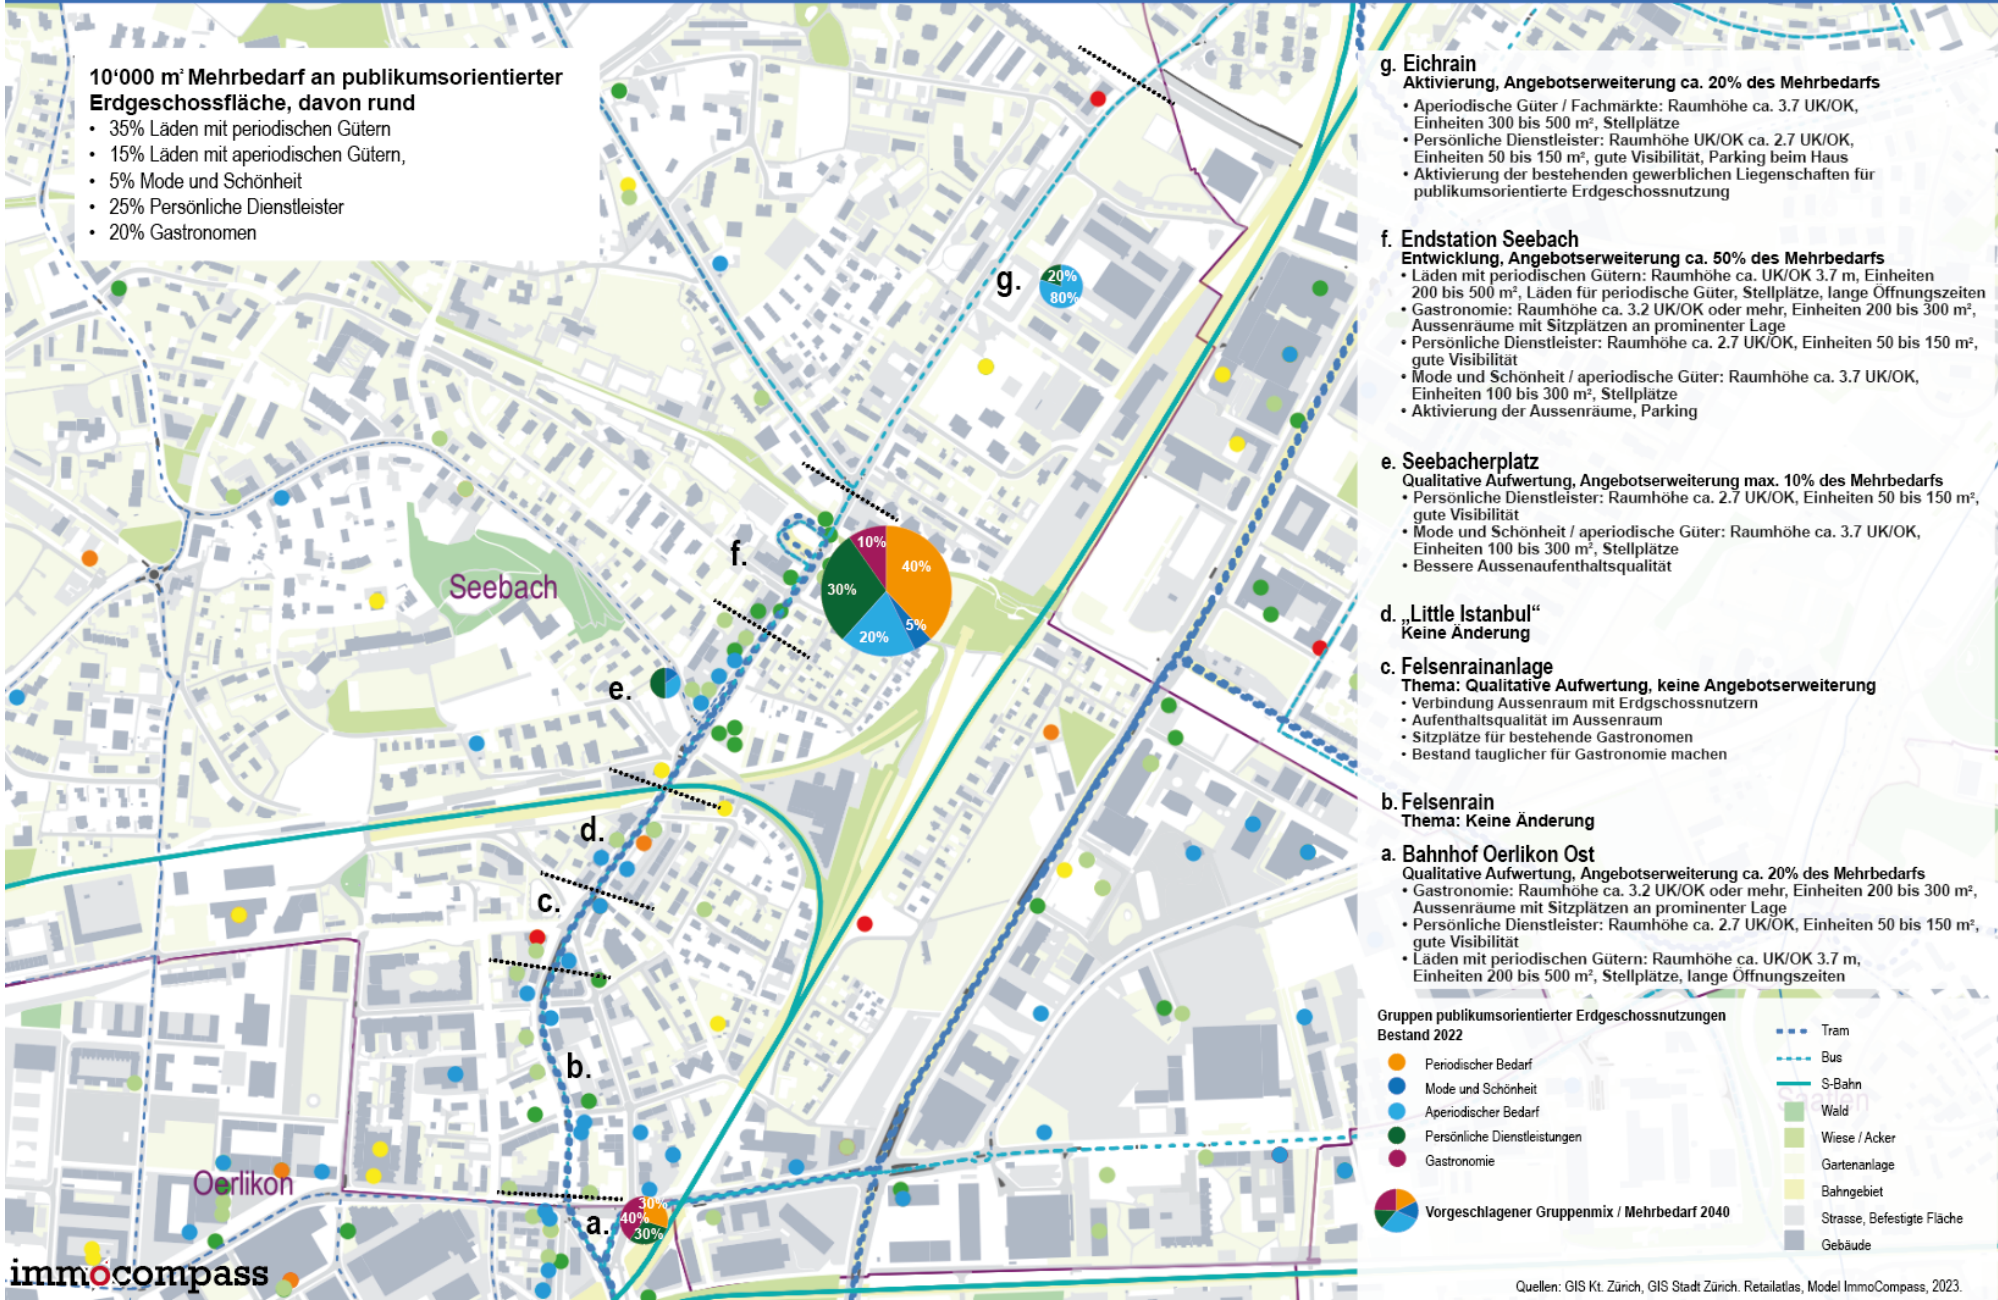 10‘000 m² Mehrbedarf an publikumsorientierter
Erdgeschossfläche, davon rund
• 35% Läden mit periodischen Gütern
• 15% Läden mit aperiodischen Gütern,
• 5% Mode und Schönheit
• 25% Persönliche Dienstleister
• 20% Gastronomen
g.
20%
80%
f.
10%
40%
30%
5%
20%
Seebach
e.
d.
c.
b.
a.
30%
40%
30%
Oerlikon
immocompass
g. Eichrain
Aktivierung, Angebotserweiterung ca. 20% des Mehrbedarfs
• Aperiodische Güter / Fachmärkte: Raumhöhe ca. 3.7 UK/OK,
Einheiten 300 bis 500 m², Stellplätze
• Persönliche Dienstleister: Raumhöhe UK/OK ca. 2.7 UK/OK,
Einheiten 50 bis 150 m², gute Visibilität, Parking beim Haus
• Aktivierung der bestehenden gewerblichen Liegenschaften für
publikumsorientierte Erdgeschossnutzung
f. Endstation Seebach
Entwicklung, Angebotserweiterung ca. 50% des Mehrbedarfs
• Läden mit periodischen Gütern: Raumhöhe ca. UK/OK 3.7 m, Einheiten
200 bis 500 m², Läden für periodische Güter, Stellplätze, lange Öffnungszeiten
• Gastronomie: Raumhöhe ca. 3.2 UK/OK oder mehr, Einheiten 200 bis 300 m²,
Aussenräume mit Sitzplätzen an prominenter Lage
• Persönliche Dienstleister: Raumhöhe ca. 2.7 UK/OK, Einheiten 50 bis 150 m²,
gute Visibilität
• Mode und Schönheit / aperiodische Güter: Raumhöhe ca. 3.7 UK/OK,
Einheiten 100 bis 300 m², Stellplätze
• Aktivierung der Aussenräume, Parking
e. Seebacherplatz
Qualitative Aufwertung, Angebotserweiterung max. 10% des Mehrbedarfs
• Persönliche Dienstleister: Raumhöhe ca. 2.7 UK/OK, Einheiten 50 bis 150 m²,
gute Visibilität
• Mode und Schönheit / aperiodische Güter: Raumhöhe ca. 3.7 UK/OK,
Einheiten 100 bis 300 m², Stellplätze
• Bessere Aussenaufenthaltsqualität
d. „Little Istanbul“
Keine Änderung
c. Felsenrainanlage
Thema: Qualitative Aufwertung, keine Angebotserweiterung
• Verbindung Aussenraum mit Erdgschossnutzern
• Aufenthaltsqualität im Aussenraum
• Sitzplätze für bestehende Gastronomen
• Bestand tauglicher für Gastronomie machen
b. Felsenrain
Thema: Keine Änderung
a. Bahnhof Oerlikon Ost
Qualitative Aufwertung, Angebotserweiterung ca. 20% des Mehrbedarfs
• Gastronomie: Raumhöhe ca. 3.2 UK/OK oder mehr, Einheiten 200 bis 300 m²,
Aussenräume mit Sitzplätzen an prominenter Lage
• Persönliche Dienstleister: Raumhöhe ca. 2.7 UK/OK, Einheiten 50 bis 150 m²,
gute Visibilität
• Läden mit periodischen Gütern: Raumhöhe ca. UK/OK 3.7 m,
Einheiten 200 bis 500 m², Stellplätze, lange Öffnungszeiten
Gruppen publikumsorientierter Erdgeschossnutzungen
Bestand 2022
Periodischer Bedarf
Mode und Schönheit
Aperiodischer Bedarf
Persönliche Dienstleistungen
Gastronomie
Vorgeschlagener Gruppenmix / Mehrbedarf 2040
Tram
Bus
S-Bahn
Saatlen
Wald
Wiese / Acker
Gartenanlage
Bahngebiet
Strasse, Befestigte Fläche
Gebäude
Quellen: GIS Kt. Zürich, GIS Stadt Zürich. Retailatlas, Model ImmoCompass, 2023.